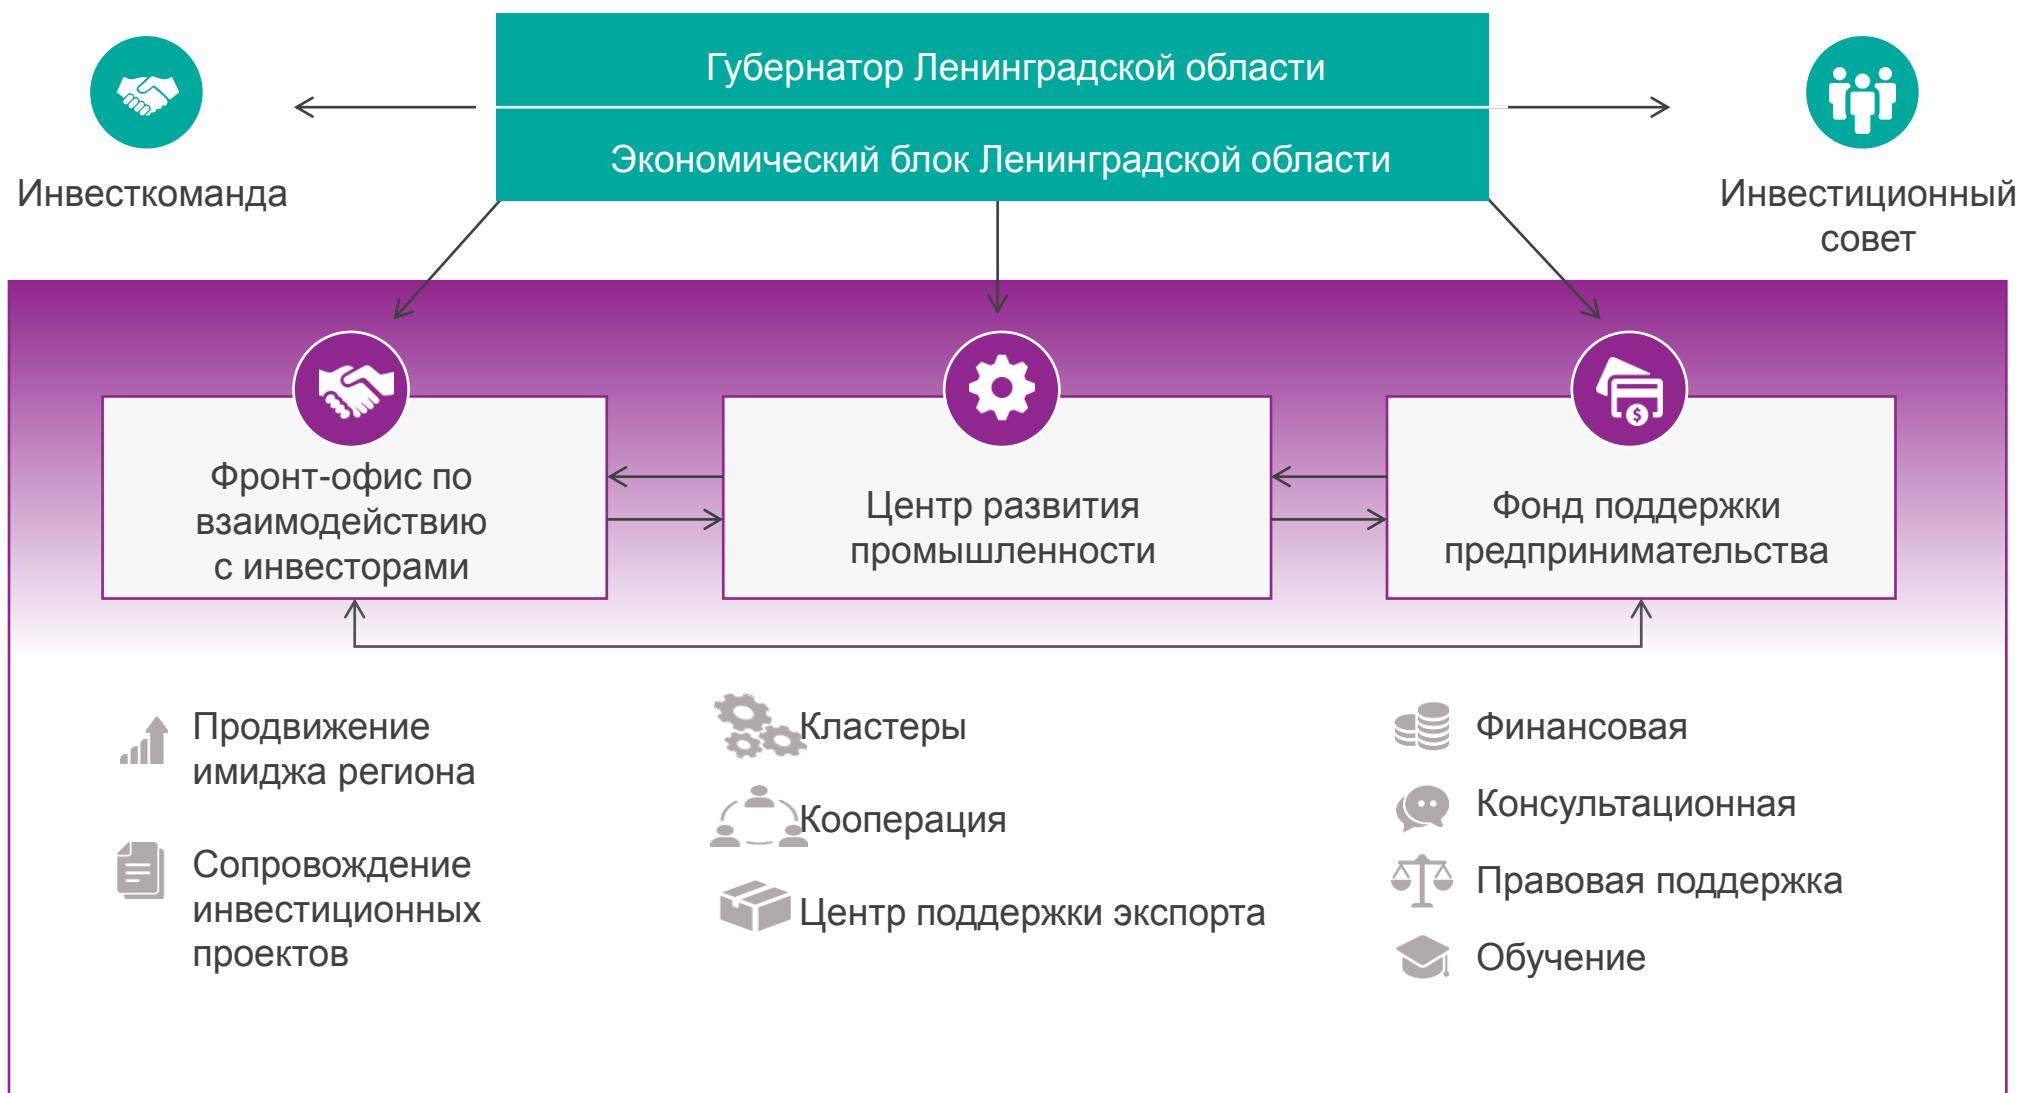 Губернатор Ленинградской области
Экономический блок Ленинградской области
Инвесткоманда
Инвестиционный
совет
Фронт-офис по
взаимодействию
с инвесторами
Центр развития
промышленности
Фонд поддержки
предпринимательства
Продвижение
имиджа региона
Сопровождение
инвестиционных
проектов
Кластеры
Кооперация
Центр поддержки экспорта
Финансовая
Консультационная
Правовая поддержка
Обучение